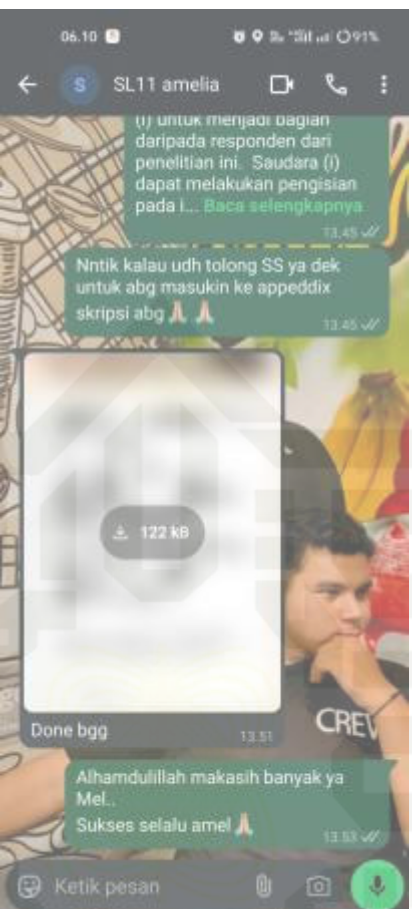 06.10
91%
S
SL11 amelia
(i) untuk menjadi bagian
daripada responden dari
penelitian ini. Saudara (i)
dapat melakukan pengisian
pada i... Baca selengkapnya
13.45
Nntik kalau udh tolong SS ya dek
untuk abg masukin ke appeddix
skripsi abg 🙏🏻 🙏🏻
13.45
122 kB
CREW
Done bgg
13.51
Alhamdulillah makasih banyak ya
Mel..
Sukses selalu amel 🙏🏻
13.53
Ketik pesan